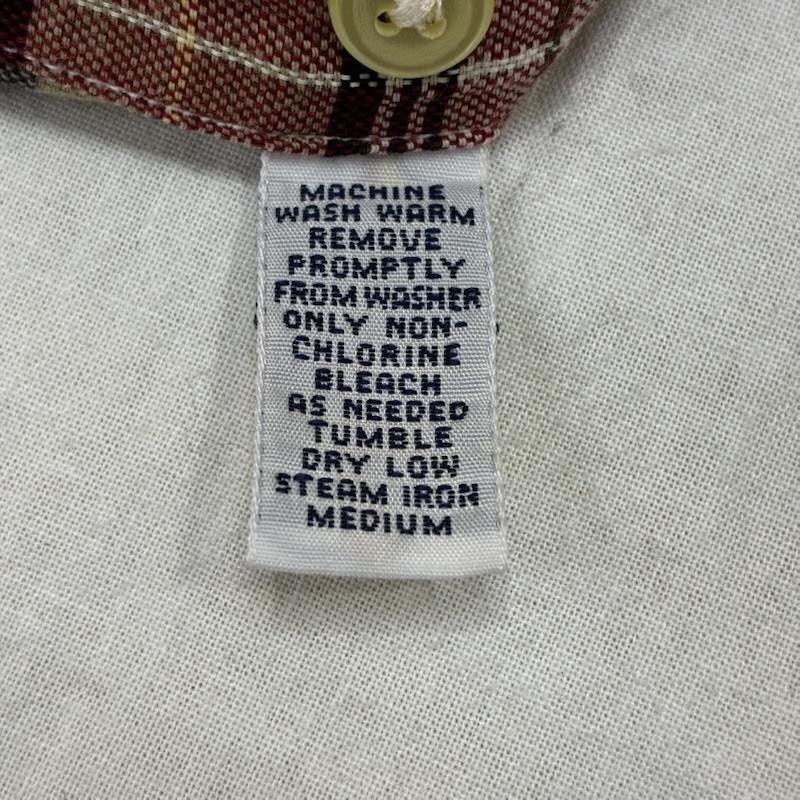 MACHINE
WASH WARM
REMOVE
PROMPTLY
FROM WASHER
ONLY NON-
CHLORINE
BLEACH
AS NEEDED
TUMBLE
DRY LOW
STEAM IRON
MEDIUM